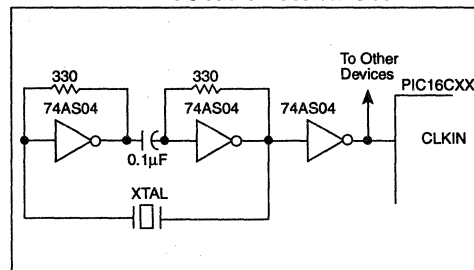 330
330
To Other
Devices
74AS04
74AS04
74AS04
PIC16CXX
CLKIN
0.1µF
XTAL